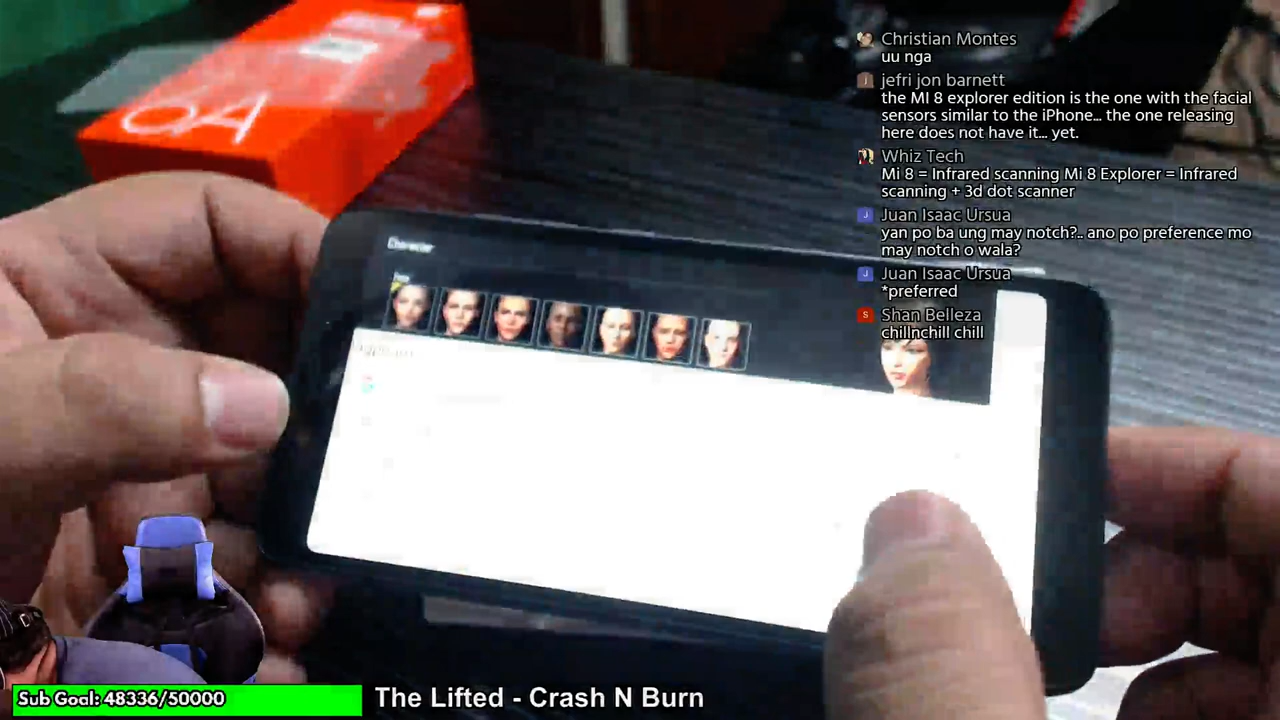 Christian Montes
uu nga
jefri jon barnett
the MI 8 explorer edition is the one with the facial
sensors similar to the iPhone... the one releasing
here does not have it... yet.
Whiz Tech
Mi 8 = Infrared scanning Mi 8 Explorer = Infrared
scanning + 3d dot scanner
Juan Isaac Ursua
yan po ba ung may notch?.. ano po preference mo
may notch o wala?
Juan Isaac Ursua
*preferred
Shan Belleza
chillnchill chill
6A
Character
Sub Goal: 48336/50000
The Lifted - Crash N Burn